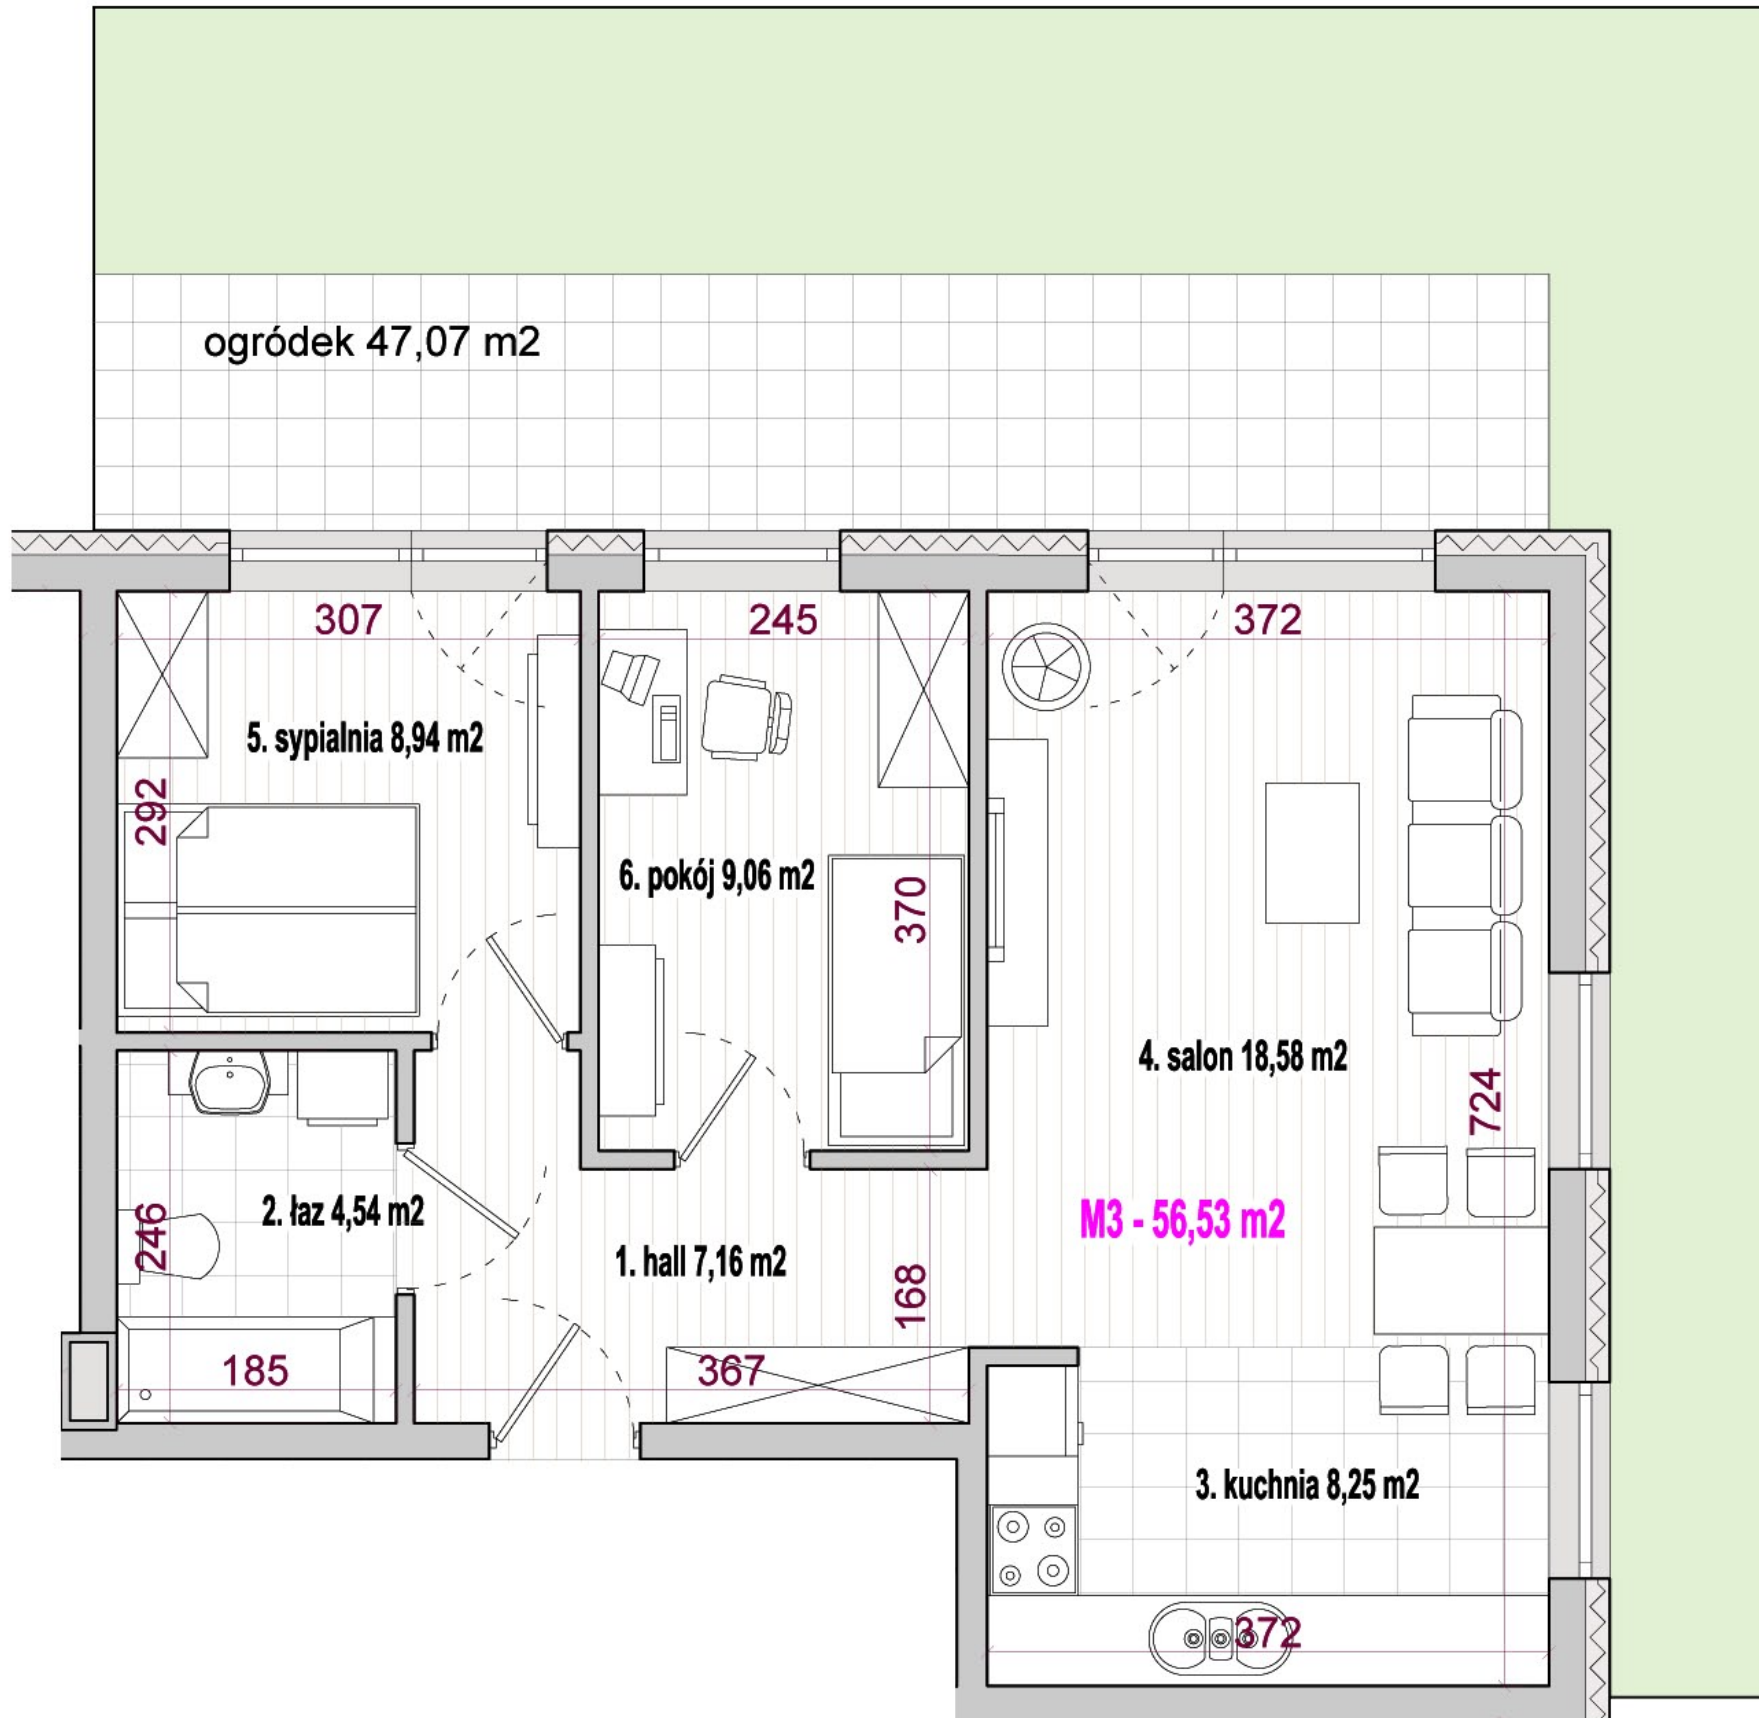 ogródek 47,07 m2
307
245
372
5. sypialnia 8,94 m2
292
6. pokój 9,06 m2
370
4. salon 18,58 m2
724
2. łaz 4,54 m2
246
M3 - 56,53 m2
1. hall 7,16 m2
168
185
367
3. kuchnia 8,25 m2
372